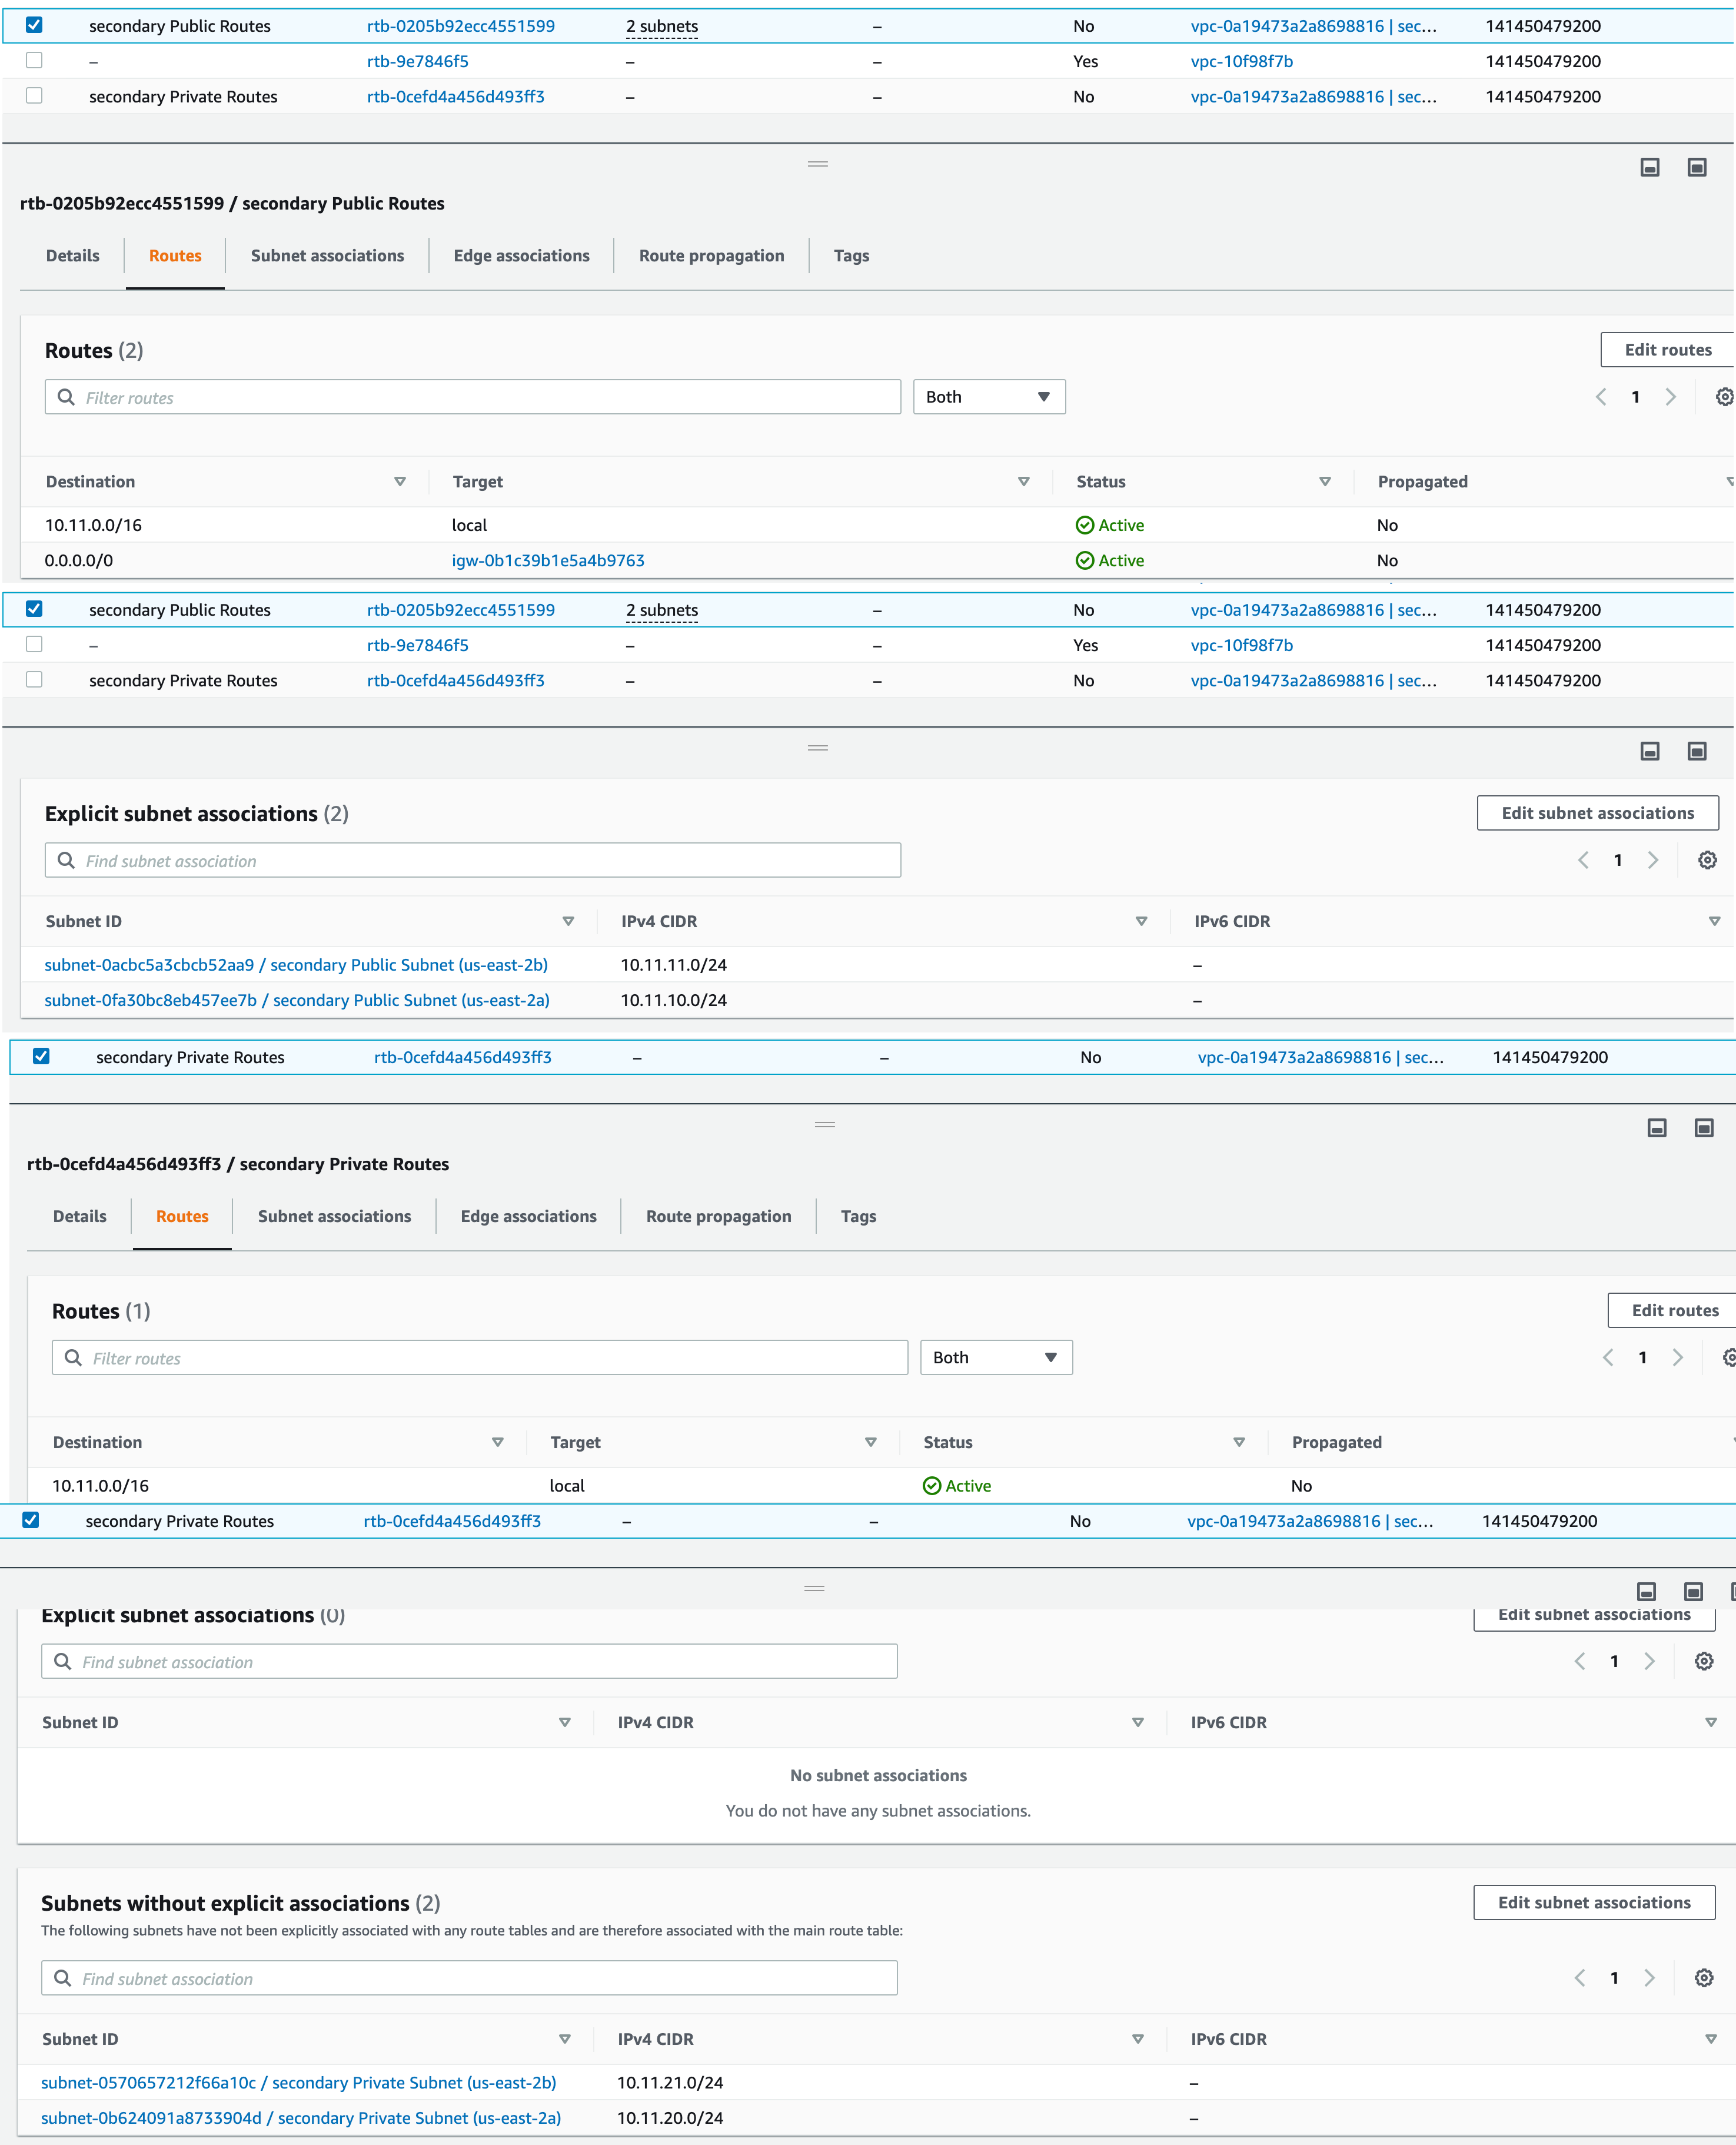 secondary Public Routes rtb-0205b92ecc4551599 2 subnets – No vpc-0a19473a2a8698816 | sec... 141450479200
– rtb-9e7846f5 – – Yes vpc-10f98f7b 141450479200
secondary Private Routes rtb-0cefd4a456d493ff3 – – No vpc-0a19473a2a8698816 | sec... 141450479200
rtb-0205b92ecc4551599 / secondary Public Routes
Details Routes Subnet associations Edge associations Route propagation Tags
Routes (2) Edit routes
Filter routes Both 1
Destination Target Status Propagated
10.11.0.0/16 local Active No
0.0.0.0/0 igw-0b1c39b1e5a4b9763 Active No
secondary Public Routes rtb-0205b92ecc4551599 2 subnets – No vpc-0a19473a2a8698816 | sec... 141450479200
– rtb-9e7846f5 – – Yes vpc-10f98f7b 141450479200
secondary Private Routes rtb-0cefd4a456d493ff3 – – No vpc-0a19473a2a8698816 | sec... 141450479200
Explicit subnet associations (2) Edit subnet associations
Find subnet association 1
Subnet ID IPv4 CIDR IPv6 CIDR
subnet-0acbc5a3cbcb52aa9 / secondary Public Subnet (us-east-2b) 10.11.11.0/24 –
subnet-0fa30bc8eb457ee7b / secondary Public Subnet (us-east-2a) 10.11.10.0/24 –
secondary Private Routes rtb-0cefd4a456d493ff3 – – No vpc-0a19473a2a8698816 | sec... 141450479200
rtb-0cefd4a456d493ff3 / secondary Private Routes
Details Routes Subnet associations Edge associations Route propagation Tags
Routes (1) Edit routes
Filter routes Both 1
Destination Target Status Propagated
10.11.0.0/16 local Active No
secondary Private Routes rtb-0cefd4a456d493ff3 – – No vpc-0a19473a2a8698816 | sec... 141450479200
Explicit subnet associations (0) Edit subnet associations
Find subnet association 1
Subnet ID IPv4 CIDR IPv6 CIDR
No subnet associations
You do not have any subnet associations.
Subnets without explicit associations (2) Edit subnet associations
The following subnets have not been explicitly associated with any route tables and are therefore associated with the main route table:
Find subnet association 1
Subnet ID IPv4 CIDR IPv6 CIDR
subnet-0570657212f66a10c / secondary Private Subnet (us-east-2b) 10.11.21.0/24 –
subnet-0b624091a8733904d / secondary Private Subnet (us-east-2a) 10.11.20.0/24 –